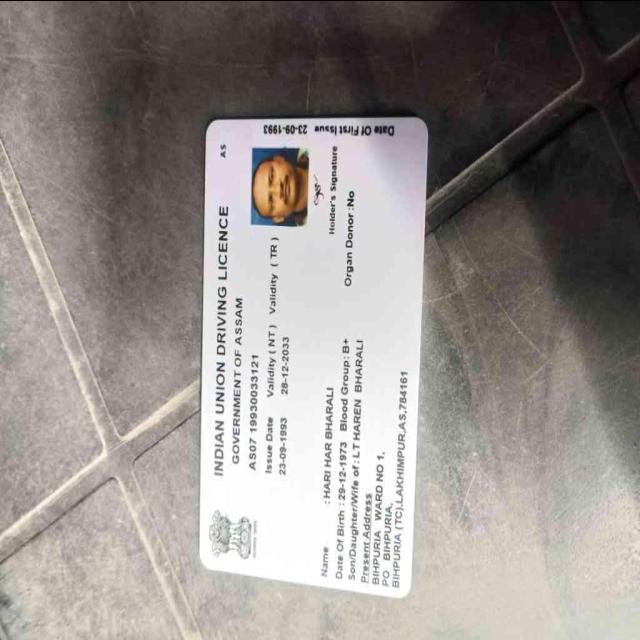 INDIAN UNION DRIVING LICENCE
GOVERNMENT OF ASSAM
AS
AS07 19930033121
Issue Date Validity ( NT ) Validity ( TR )
23-09-1993 28-12-2033
Date Of First Issue 23-09-1993
Name : HARI HAR BHARALI
Holder's Signature
Date Of Birth : 29-12-1973 Blood Group : B+
Organ Donor :No
Son/Daughter/Wife of : LT HAREN BHARALI
Present Address
BIHPURIA WARD NO 1,
PO BIHPURIA,
BIHPURIA (TC),LAKHIMPUR,AS,784161